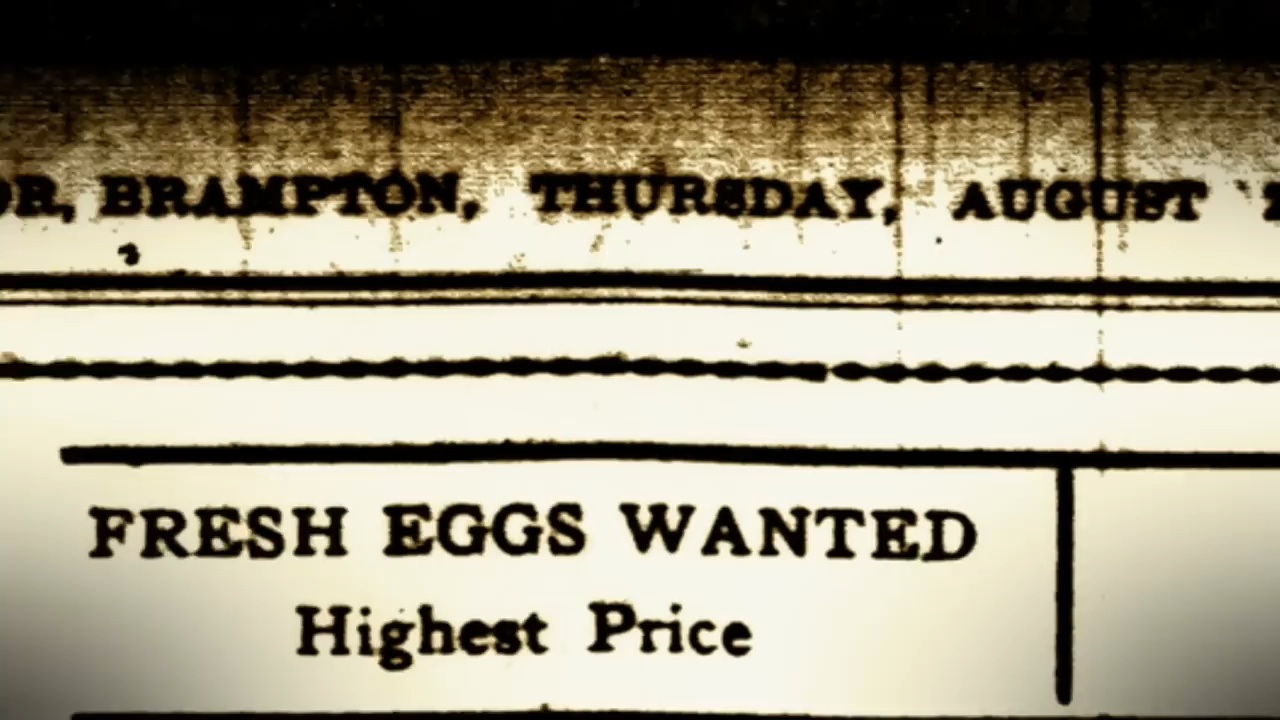 BRAMPTON, THURSDAY, AUGUST
FRESH EGGS WANTED
Highest Price